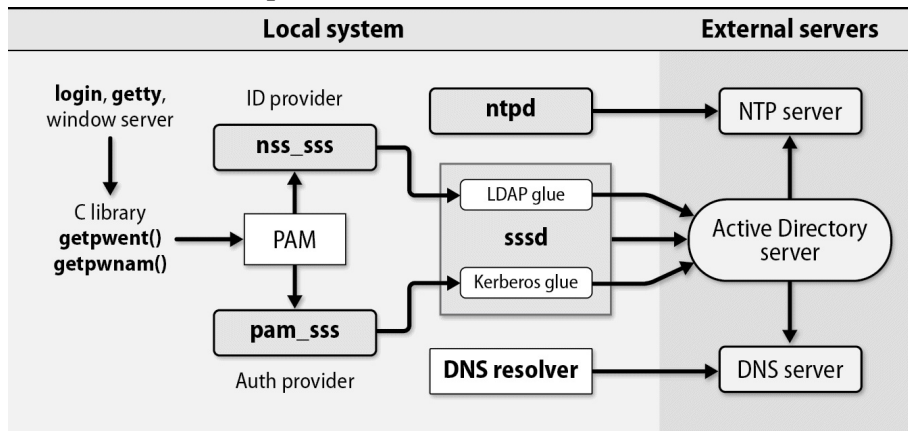 Local system
External servers
login, getty,
window server
C library
getpwent()
getpwnam()
ID provider
nss_sss
PAM
pam_sss
Auth provider
ntpd
LDAP glue
sssd
Kerberos glue
DNS resolver
NTP server
Active Directory
server
DNS server